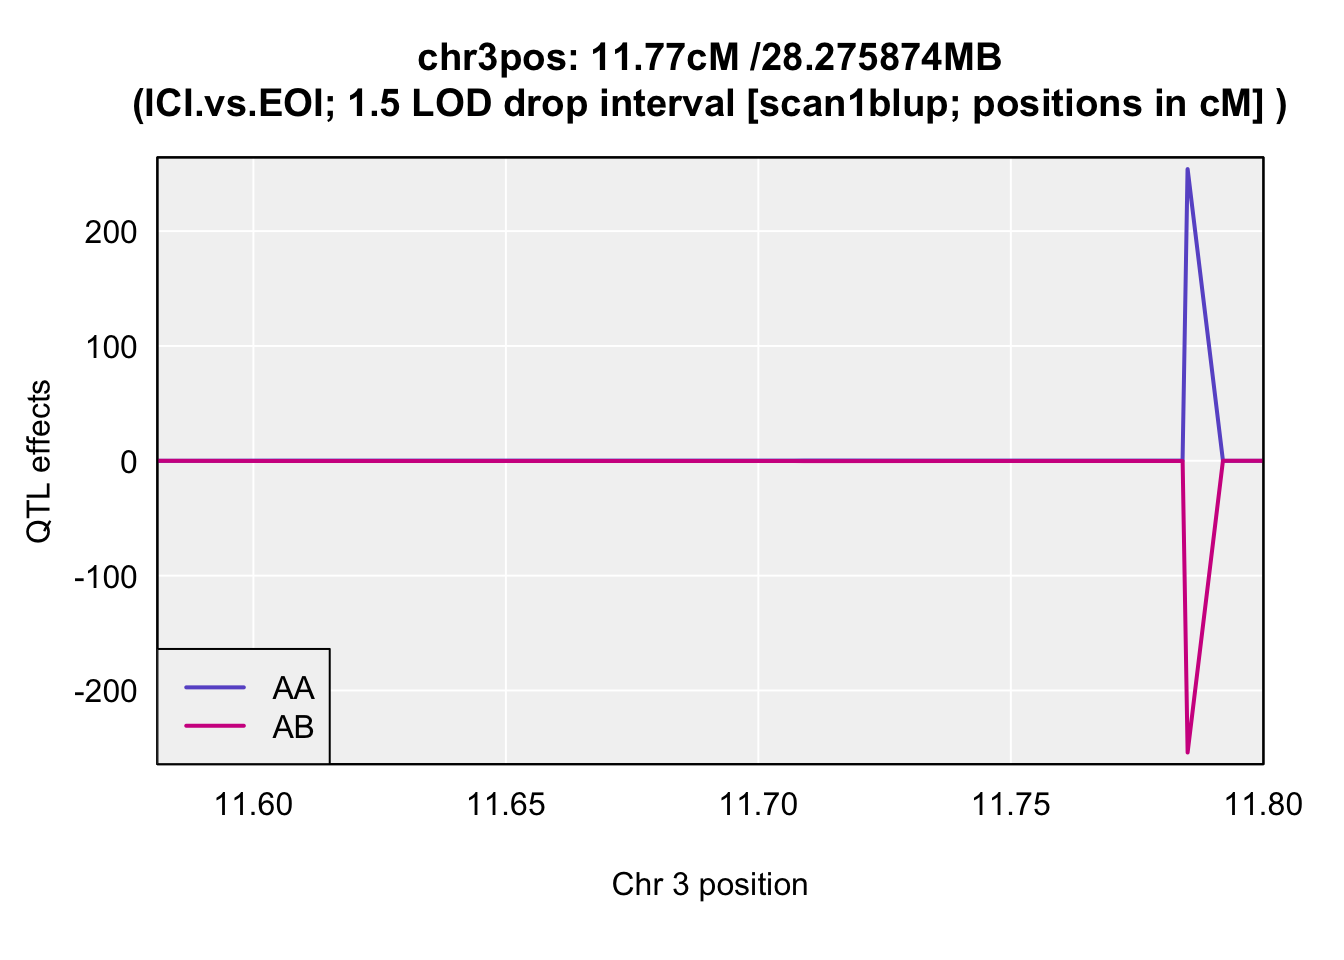 chr3pos: 11.77cM /28.275874MB
(ICI.vs.EOI; 1.5 LOD drop interval [scan1blup; positions in cM] )
QTL effects
200
100
0
-100
-200
AA
AB
11.60 11.65 11.70 11.75 11.80
Chr 3 position